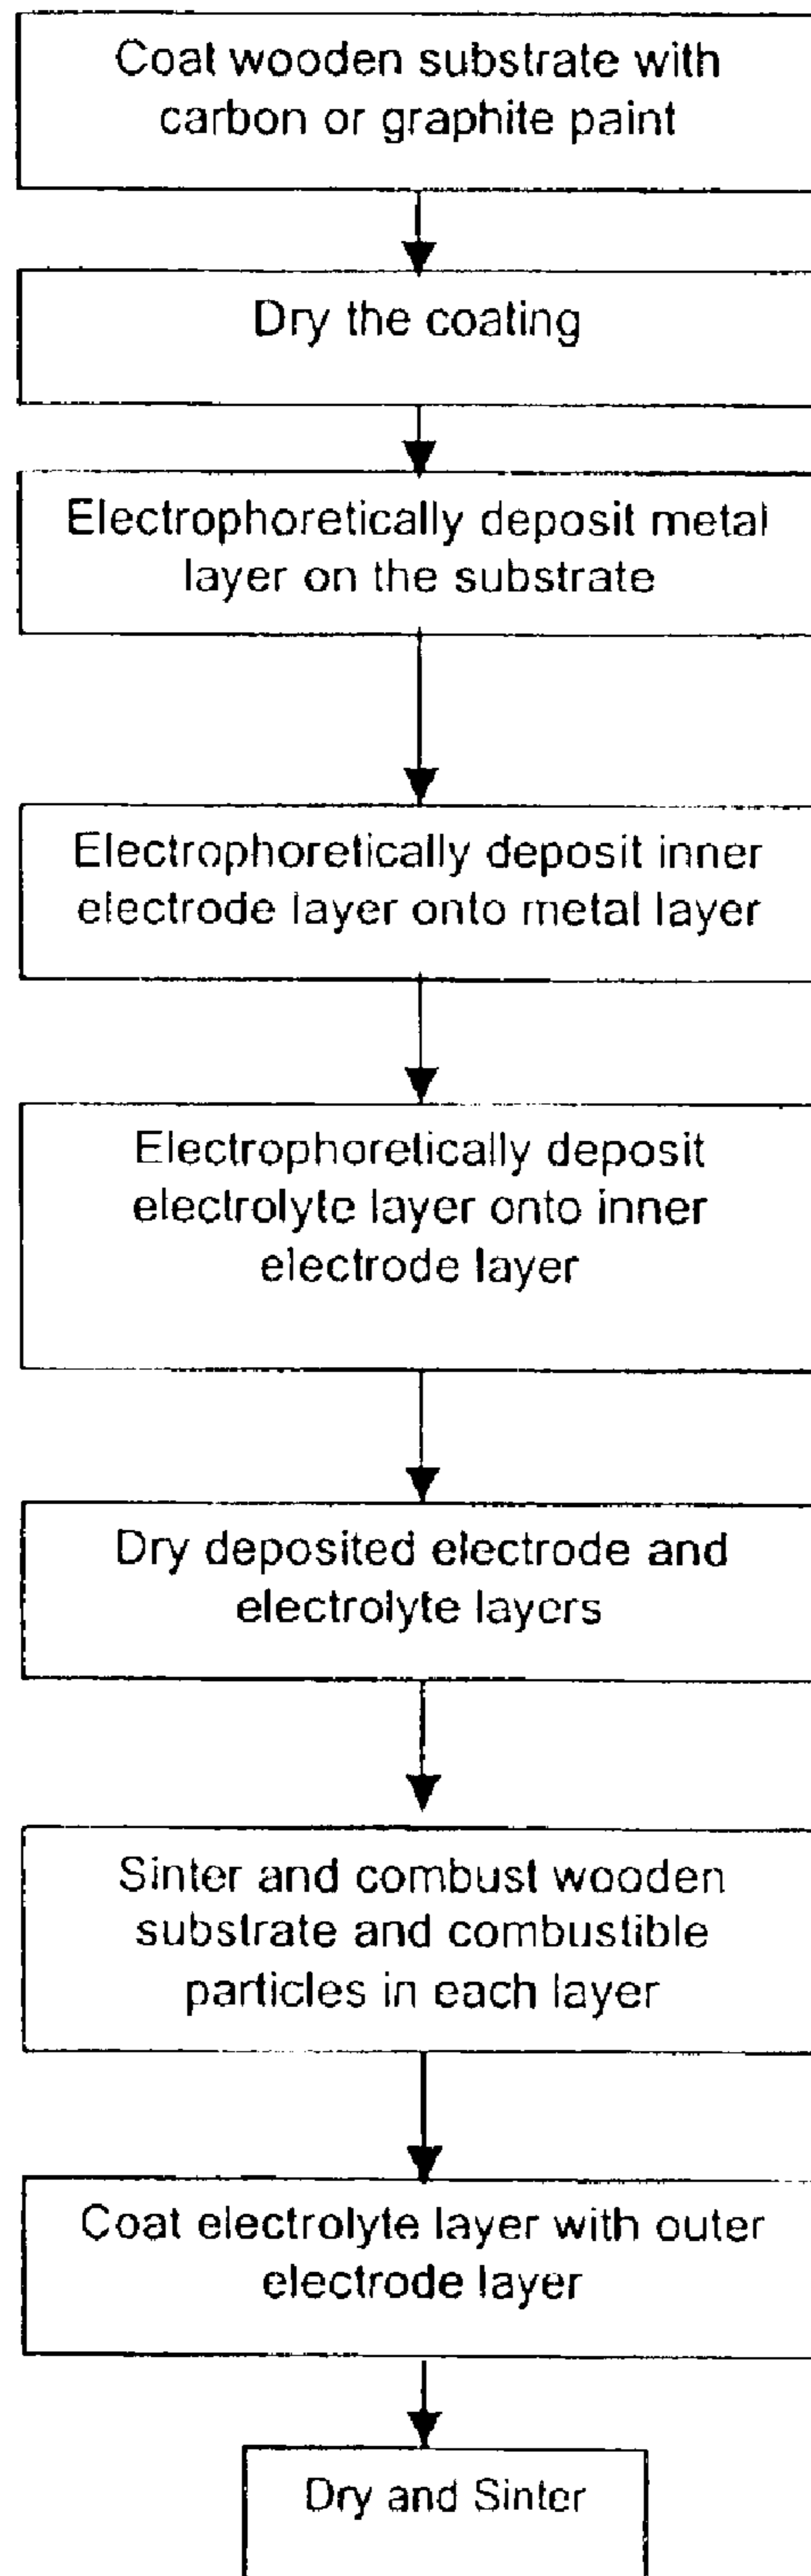 Coat wooden substrate with
carbon or graphite paint
Dry the coating
Electrophoretically deposit metal
layer on the substrate
Electrophoretically deposit inner
electrode layer onto metal layer
Electrophoretically deposit
electrolyte layer onto inner
electrode layer
Dry deposited electrode and
electrolyte layers
Sinter and combust wooden
substrate and combustible
particles in each layer
Coat electrolyte layer with outer
electrode layer
Dry and Sinter